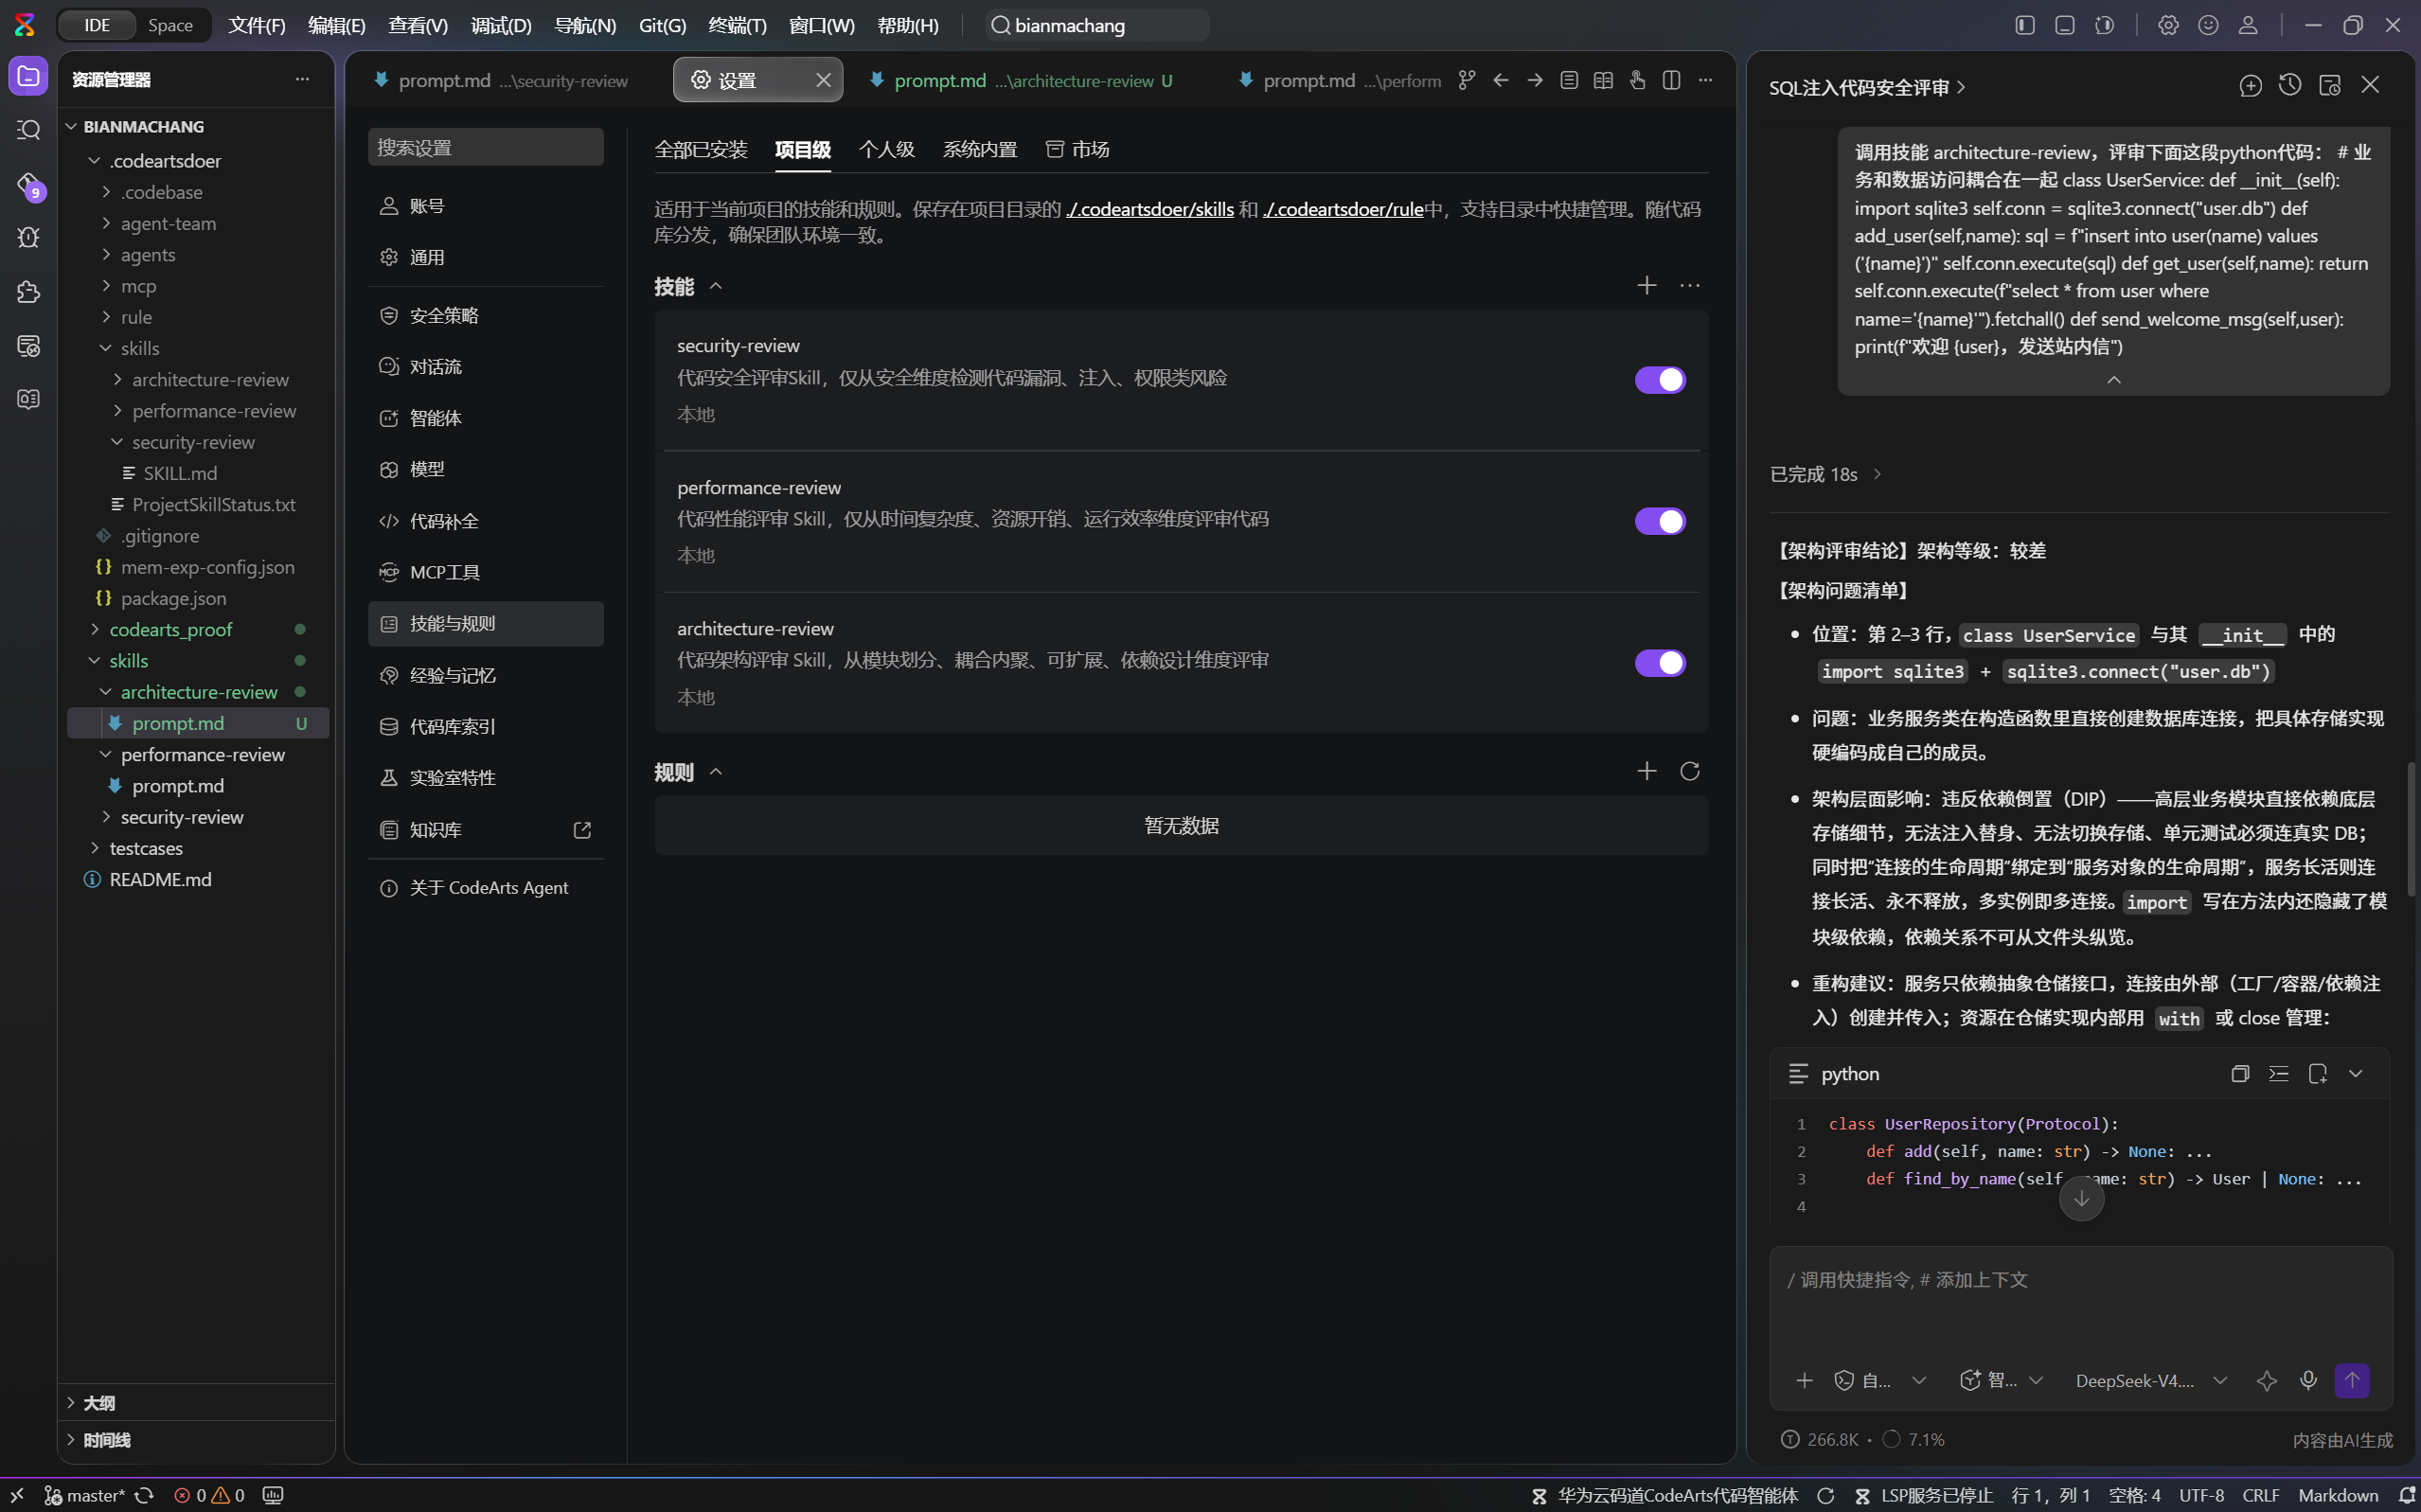 IDE Space 文件(F) 编辑(E) 查看(V) 调试(D) 导航(N) Git(G) 终端(T) 窗口(W) 帮助(H) bianmachang
资源管理器
BIANMACHANG
.codeartsdoer
.codebase
agent-team
agents
mcp
rule
skills
architecture-review
performance-review
security-review
SKILL.md
ProjectSkillStatus.txt
.gitignore
mem-exp-config.json
package.json
codearts_proof
skills
architecture-review
prompt.md U
performance-review
prompt.md
security-review
testcases
README.md
大纲
时间线
9
prompt.md ...\security-review 设置 prompt.md ...\architecture-review U prompt.md ...\perform
搜索设置
账号
通用
安全策略
对话流
智能体
模型
代码补全
MCP工具
技能与规则
经验与记忆
代码库索引
实验室特性
知识库
关于 CodeArts Agent
全部已安装 项目级 个人级 系统内置 市场
适用于当前项目的技能和规则。保存在项目目录的 ./.codeartsdoer/skills 和 ./.codeartsdoer/rule中，支持目录中快捷管理。随代码
库分发，确保团队环境一致。
技能
security-review
代码安全评审Skill，仅从安全维度检测代码漏洞、注入、权限类风险
本地
performance-review
代码性能评审 Skill，仅从时间复杂度、资源开销、运行效率维度评审代码
本地
architecture-review
代码架构评审 Skill，从模块划分、耦合内聚、可扩展、依赖设计维度评审
本地
规则
暂无数据
SQL注入代码安全评审
调用技能 architecture-review，评审下面这段python代码： # 业
务和数据访问耦合在一起 class UserService: def __init__(self):
import sqlite3 self.conn = sqlite3.connect("user.db") def
add_user(self,name): sql = f"insert into user(name) values
('{name}')" self.conn.execute(sql) def get_user(self,name): return
self.conn.execute(f"select * from user where
name='{name}'").fetchall() def send_welcome_msg(self,user):
print(f"欢迎 {user}，发送站内信")
已完成 18s
【架构评审结论】架构等级：较差
【架构问题清单】
位置：第 2–3 行，class UserService 与其 __init__ 中的
import sqlite3 + sqlite3.connect("user.db")
问题：业务服务类在构造函数里直接创建数据库连接，把具体存储实现
硬编码成自己的成员。
架构层面影响：违反依赖倒置（DIP）——高层业务模块直接依赖底层
存储细节，无法注入替身、无法切换存储、单元测试必须连真实 DB；
同时把“连接的生命周期”绑定到“服务对象的生命周期”，服务长活则连
接长活、永不释放，多实例即多连接。import 写在方法内还隐藏了模
块级依赖，依赖关系不可从文件头纵览。
重构建议：服务只依赖抽象仓储接口，连接由外部（工厂/容器/依赖注
入）创建并传入；资源在仓储实现内部用 with 或 close 管理：
python
1 class UserRepository(Protocol):
2 def add(self, name: str) -> None: ...
3 def find_by_name(self, name: str) -> User | None: ...
4
/ 调用快捷指令, # 添加上下文
自... 智... DeepSeek-V4....
266.8K · 7.1% 内容由AI生成
master* 0 0 华为云码道CodeArts代码智能体 LSP服务已停止 行 1，列 1 空格: 4 UTF-8 CRLF Markdown